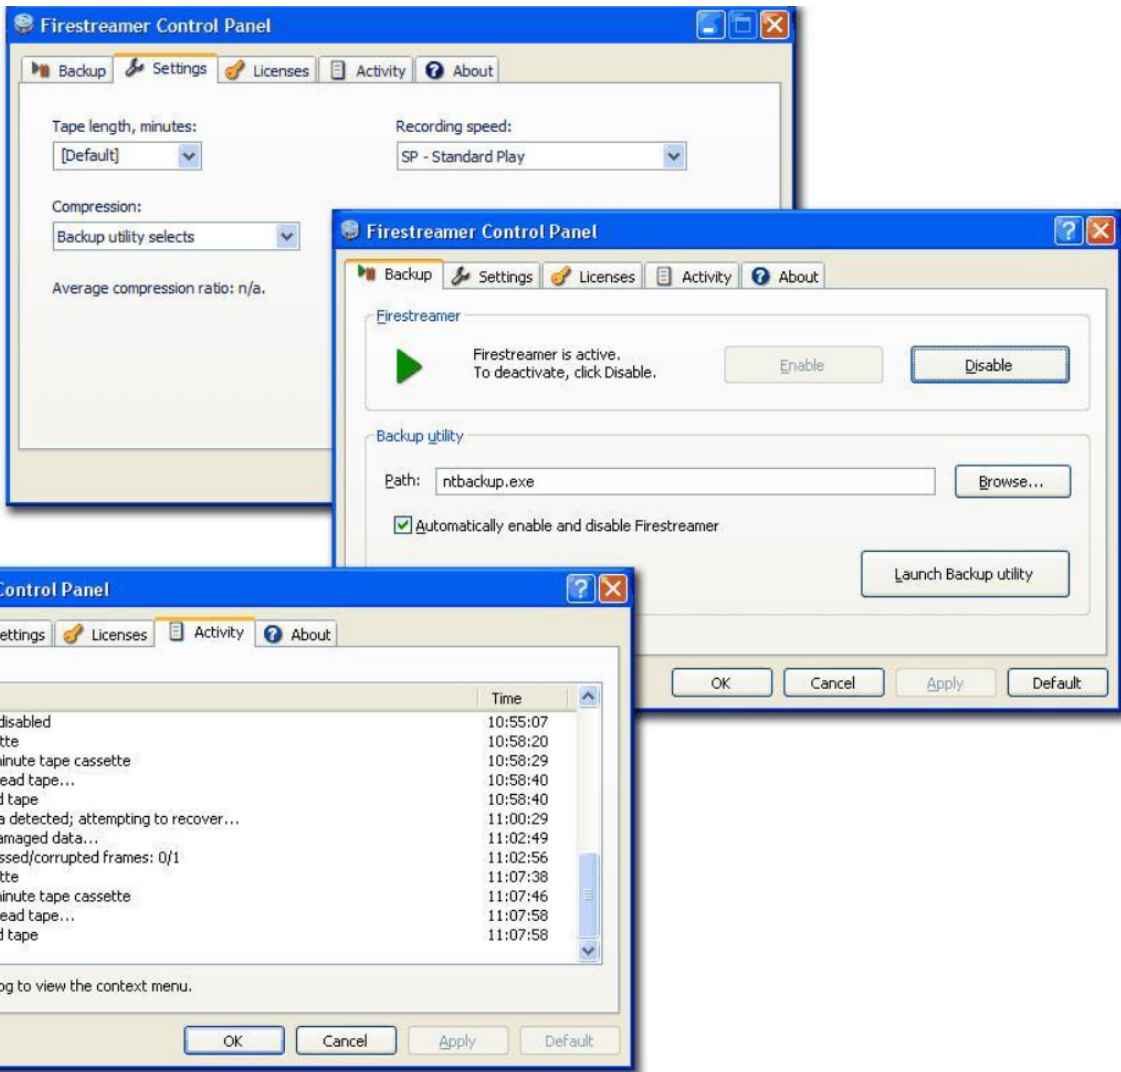 Firestreamer Control Panel
Backup Settings Licenses Activity About
Tape length, minutes: Recording speed:
[Default] SP - Standard Play
Compression:
Backup utility selects
Average compression ratio: n/a.
Firestreamer Control Panel
Backup Settings Licenses Activity About
Firestreamer
Firestreamer is active.
To deactivate, click Disable.
Enable Disable
Backup utility
Path: ntbackup.exe Browse...
Automatically enable and disable Firestreamer
Launch Backup utility
OK Cancel Apply Default
Control Panel
ettings Licenses Activity About
Time
disabled 10:55:07
tte 10:58:20
minute tape cassette 10:58:29
ead tape... 10:58:40
d tape 10:58:40
a detected; attempting to recover... 11:00:29
amaged data... 11:02:49
ssed/corrupted frames: 0/1 11:02:56
tte 11:07:38
minute tape cassette 11:07:46
ead tape... 11:07:58
d tape 11:07:58
og to view the context menu.
OK Cancel Apply Default